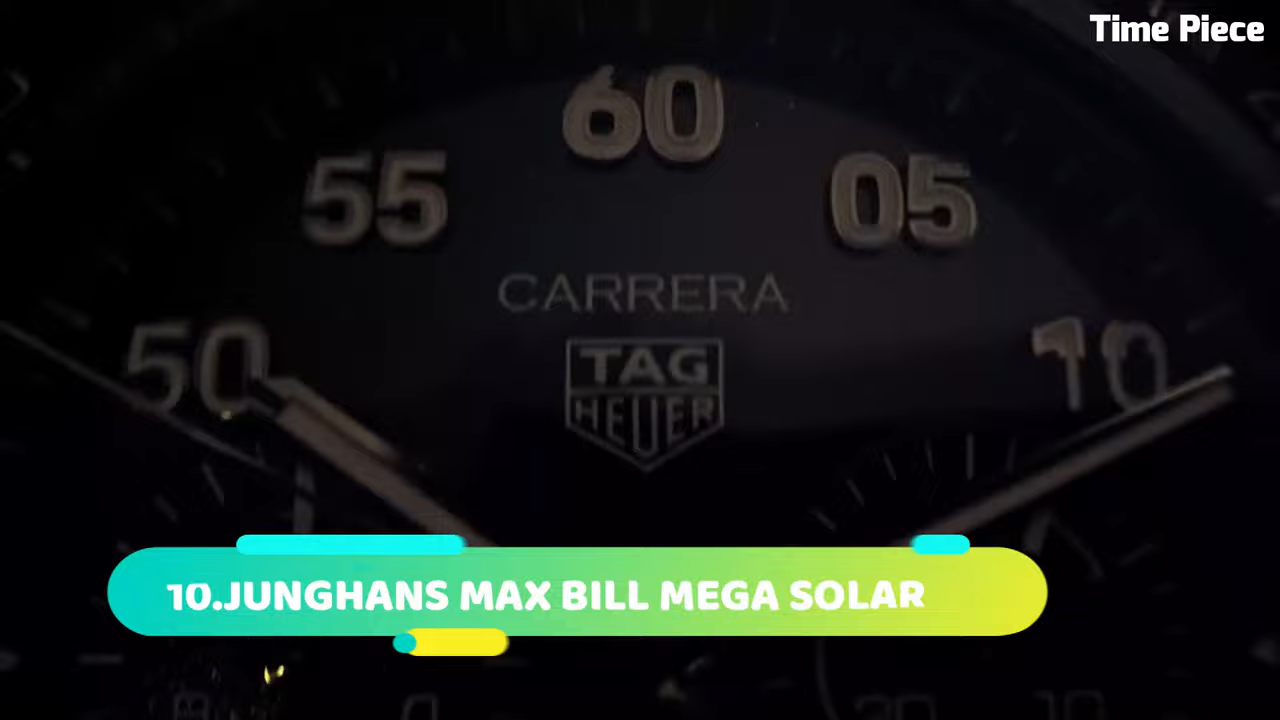 Time Piece
60
55
05
CARRERA
50
10
TAG
HEUER
10.JUNGHANS MAX BILL MEGA SOLAR